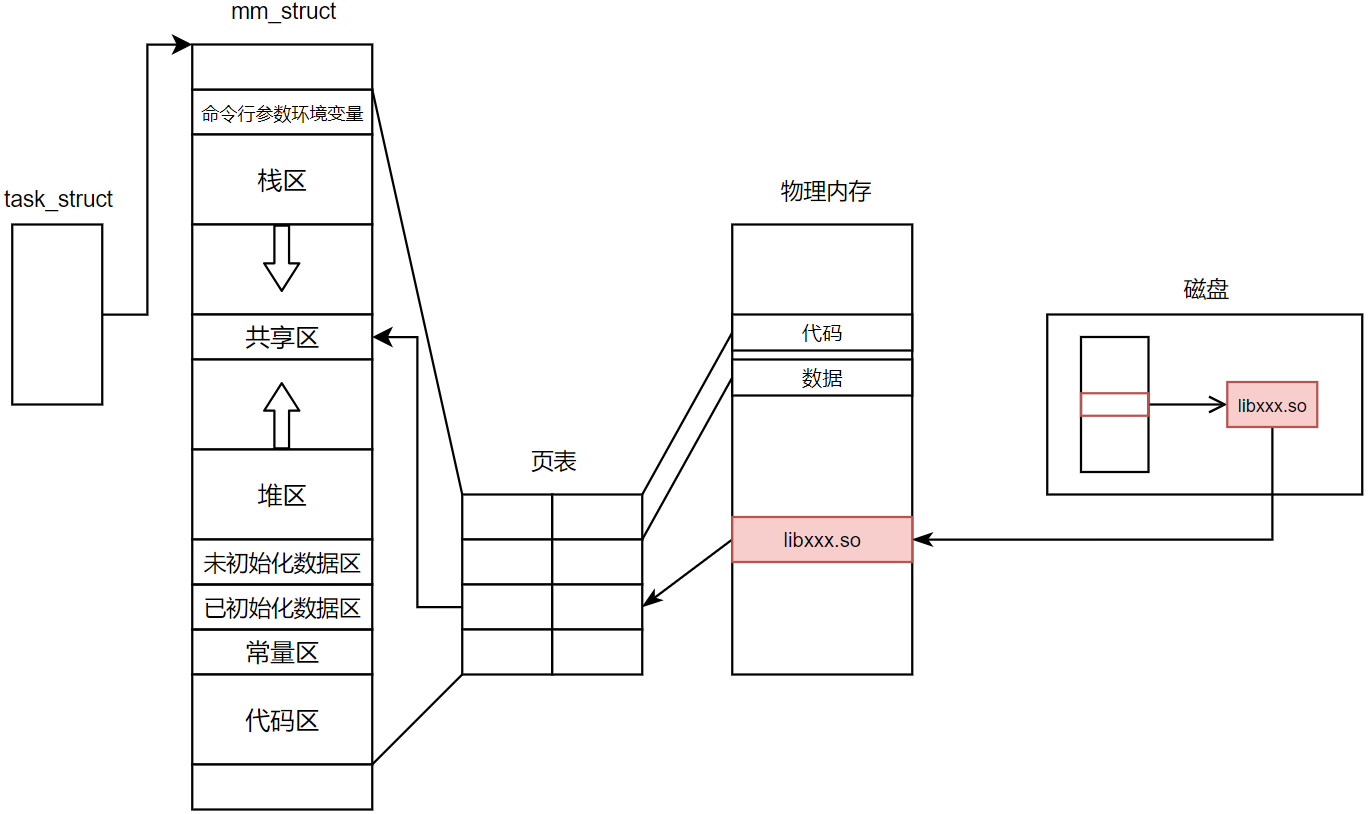 mm_struct
命令行参数环境变量
栈区
task_struct
共享区
堆区
未初始化数据区
已初始化数据区
常量区
代码区
页表
物理内存
代码
数据
libxxx.so
磁盘
libxxx.so